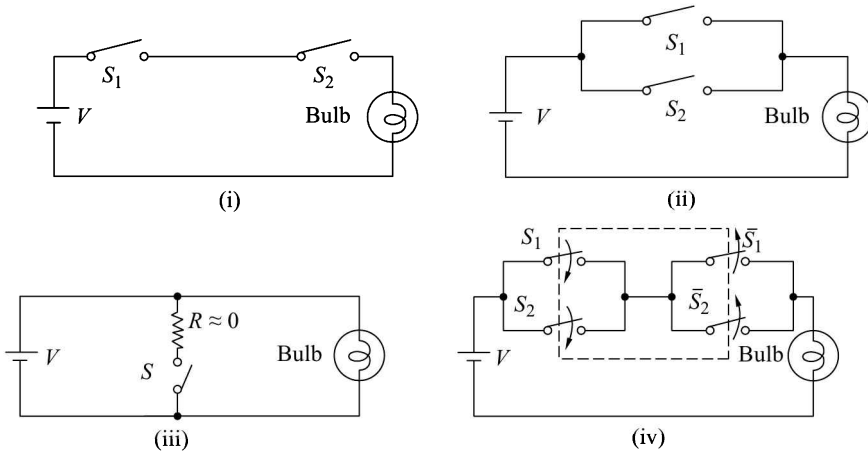 S₁
S₂
V
Bulb
(i)
S₁
S₂
V
Bulb
(ii)
R ≈ 0
V
S
Bulb
(iii)
S₁
S̄₁
S₂
S̄₂
V
Bulb
(iv)